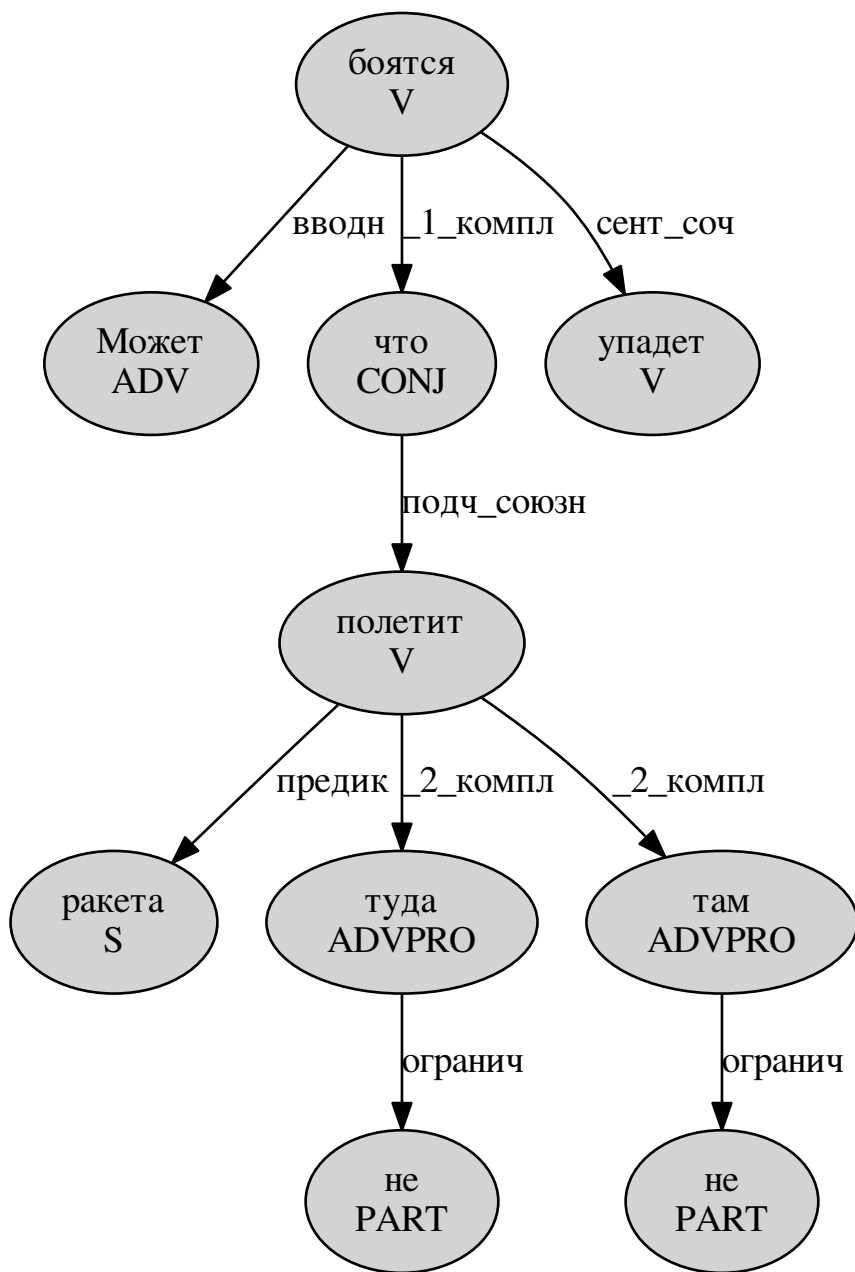 боятся
V
вводн
_1_компл
сент_соч
Может
ADV
что
CONJ
упадет
V
подч_союзн
полетит
V
предик
_2_компл
_2_компл
ракета
S
туда
ADVPRO
там
ADVPRO
огранич
огранич
не
PART
не
PART